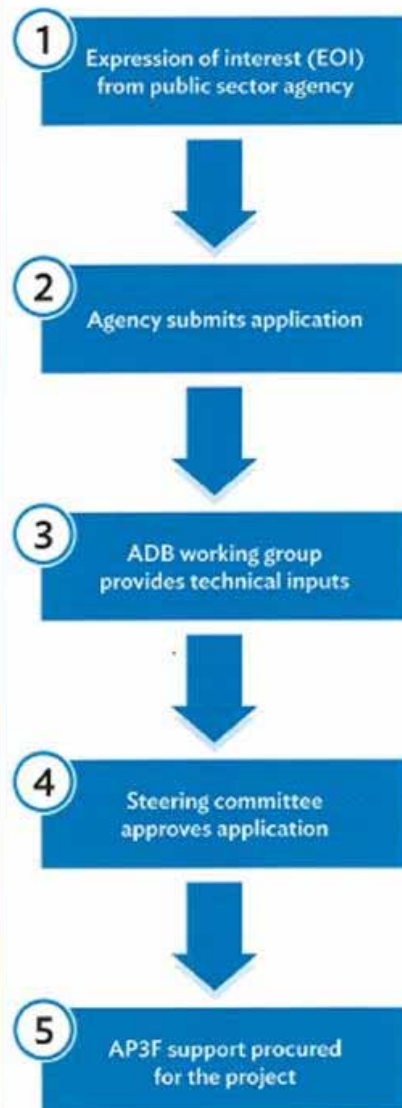 1
Expression of interest (EOI)
from public sector agency
2
Agency submits application
3
ADB working group
provides technical inputs
4
Steering committee
approves application
5
AP3F support procured
for the project